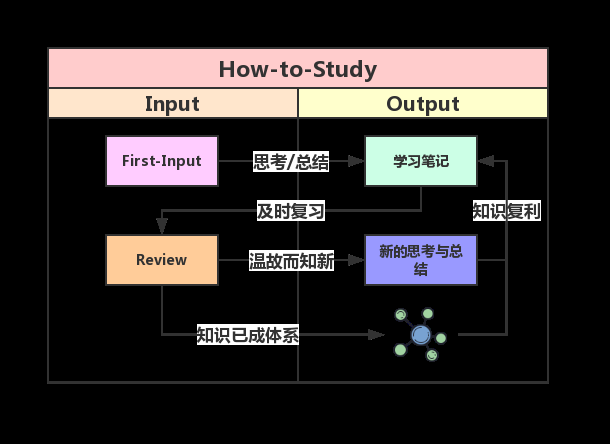 How-to-Study
Input
Output
First-Input
思考/总结
学习笔记
及时复习
知识复利
Review
温故而知新
新的思考与总
结
知识已成体系